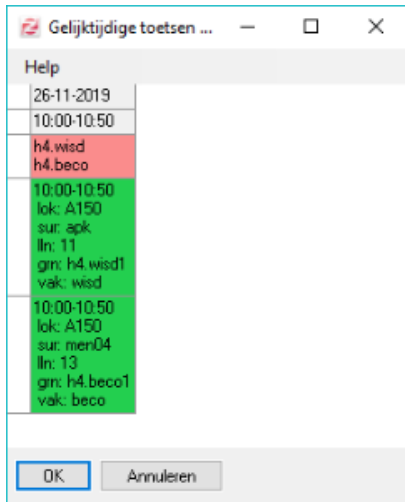 Gelijktijdige toetsen ...
Help
26-11-2019
10:00-10:50
h4.wisd
h4.beco
10:00-10:50
lok: A150
sur: apk
lln: 11
grn: h4.wisd1
vak: wisd
10:00-10:50
lok: A150
sur: men04
lln: 13
grn: h4.beco1
vak: beco
OK
Annuleren